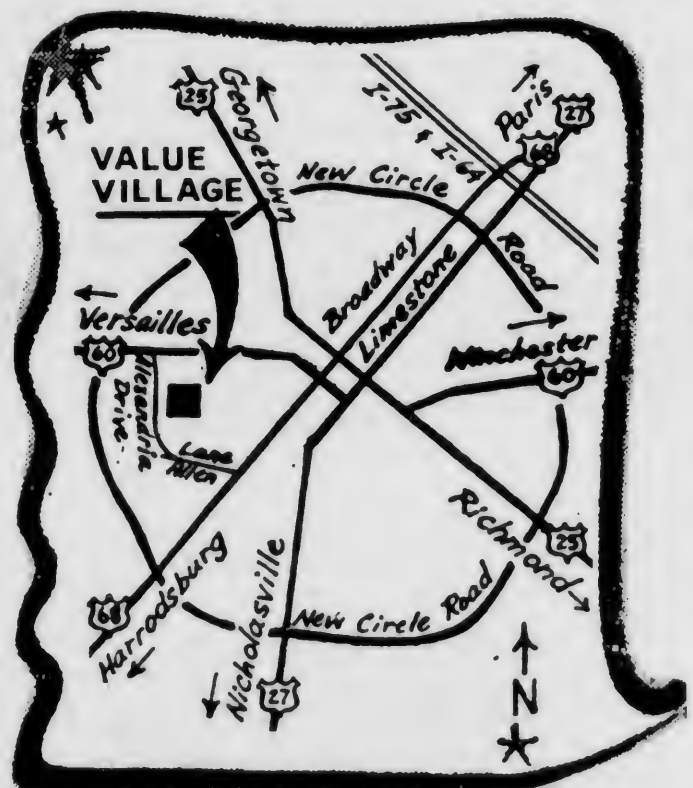 25
Georgetown
I-75 & I-64
Paris
27
68
VALUE
VILLAGE
New Circle
Road
Broadway
Limestone
Versailles
60
Winchester
60
Alexandria
Drive
Lane
Allen
Richmond
25
Harrodsburg
68
Nicholasville
27
New Circle Road
N